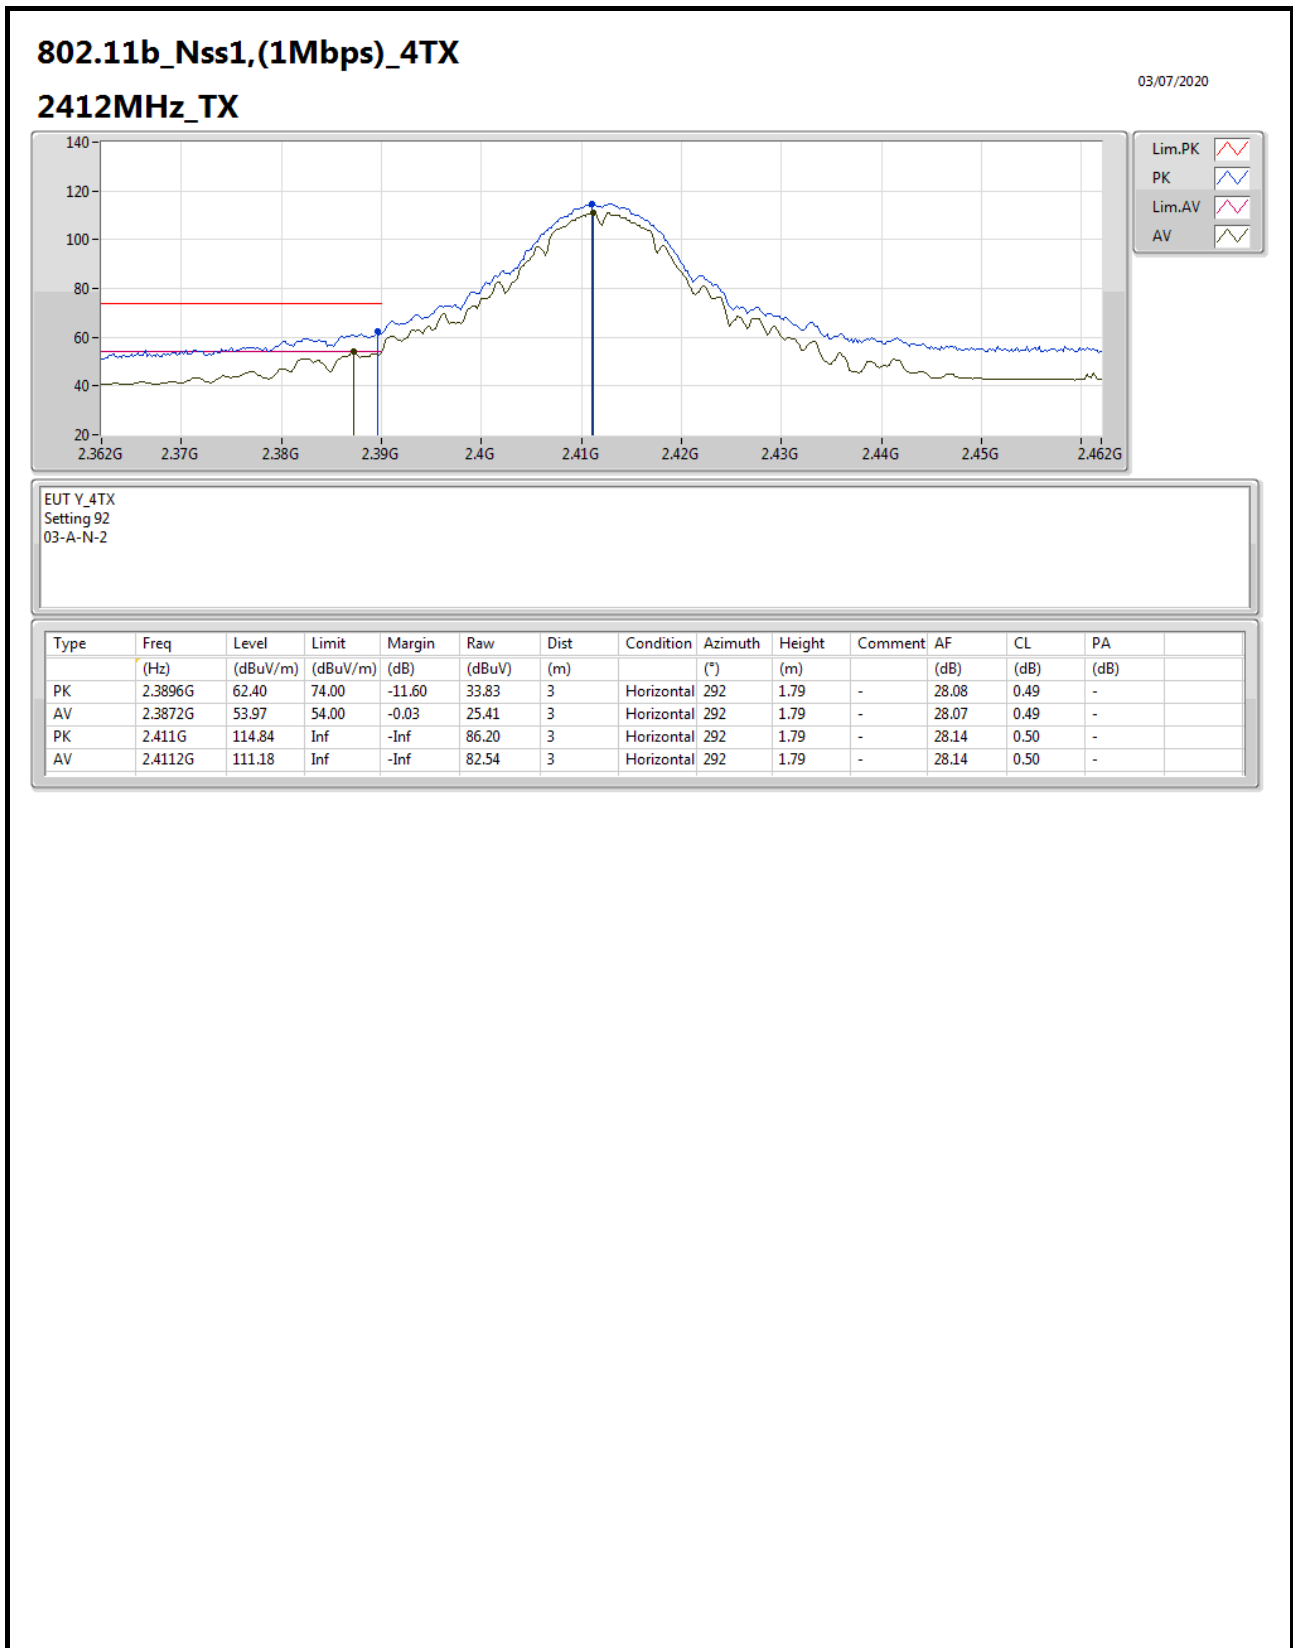 802.11b_Nss1,(1Mbps)_4TX
03/07/2020
2412MHz_TX
140
120
100
80
60
40
20
2.362G 2.37G 2.38G 2.39G 2.4G 2.41G 2.42G 2.43G 2.44G 2.45G 2.462G
Lim.PK
PK
Lim.AV
AV
EUT Y_4TX
Setting 92
03-A-N-2
Type Freq Level Limit Margin Raw Dist Condition Azimuth Height Comment AF CL PA
(Hz) (dBuV/m) (dBuV/m) (dB) (dBuV) (m) (°) (m) (dB) (dB) (dB)
PK 2.3896G 62.40 74.00 -11.60 33.83 3 Horizontal 292 1.79 - 28.08 0.49 -
AV 2.3872G 53.97 54.00 -0.03 25.41 3 Horizontal 292 1.79 - 28.07 0.49 -
PK 2.411G 114.84 Inf -Inf 86.20 3 Horizontal 292 1.79 - 28.14 0.50 -
AV 2.4112G 111.18 Inf -Inf 82.54 3 Horizontal 292 1.79 - 28.14 0.50 -